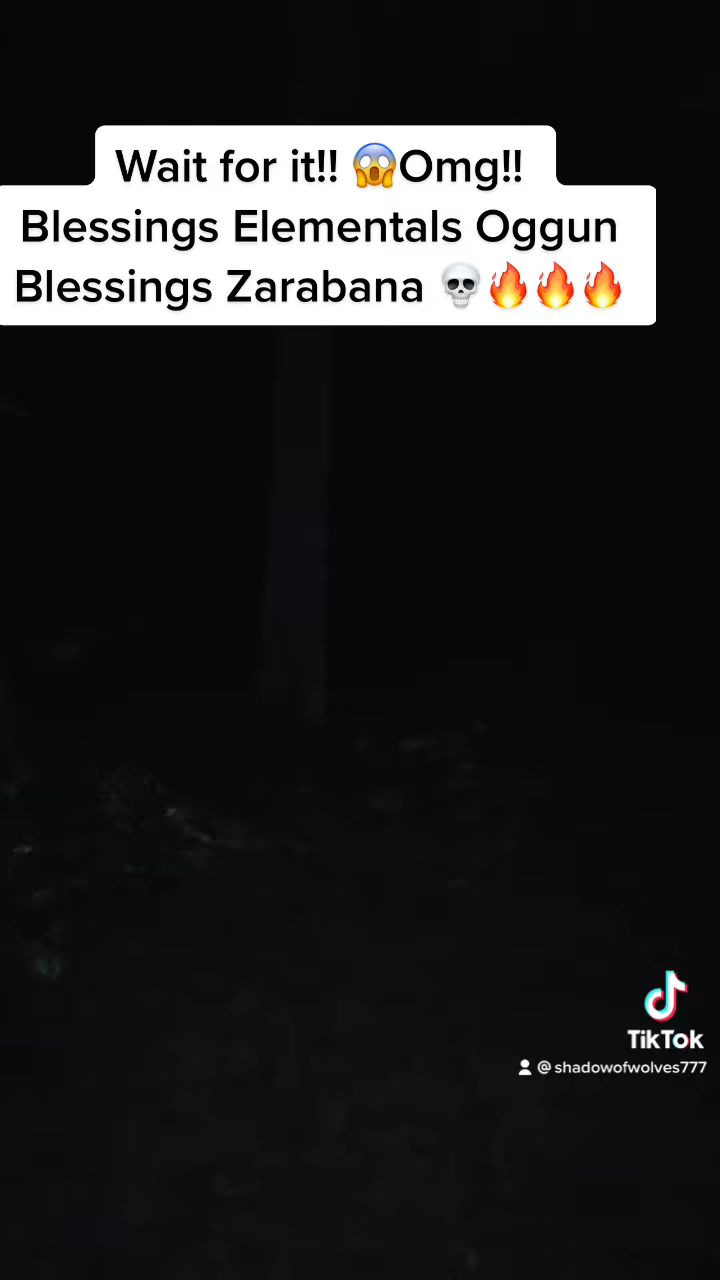 Wait for it!! 😱Omg!!
Blessings Elementals Oggun
Blessings Zarabana 💀🔥🔥🔥
TikTok
@shadowofwolves777